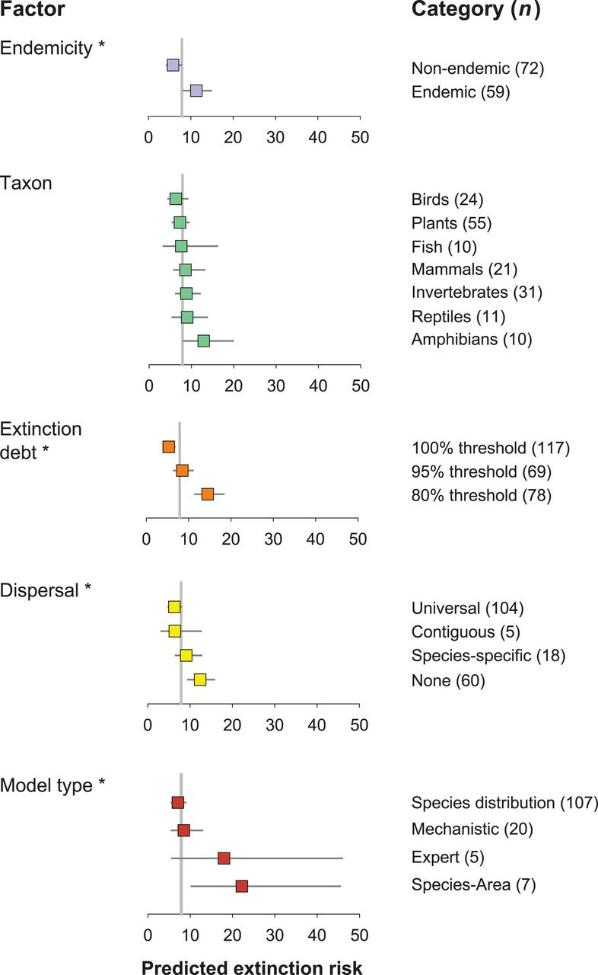 Factor Category (n)
Endemicity *
Non-endemic (72)
Endemic (59)
0 10 20 30 40 50
Taxon
Birds (24)
Plants (55)
Fish (10)
Mammals (21)
Invertebrates (31)
Reptiles (11)
Amphibians (10)
0 10 20 30 40 50
Extinction
debt *
100% threshold (117)
95% threshold (69)
80% threshold (78)
0 10 20 30 40 50
Dispersal *
Universal (104)
Contiguous (5)
Species-specific (18)
None (60)
0 10 20 30 40 50
Model type *
Species distribution (107)
Mechanistic (20)
Expert (5)
Species-Area (7)
0 10 20 30 40 50
Predicted extinction risk